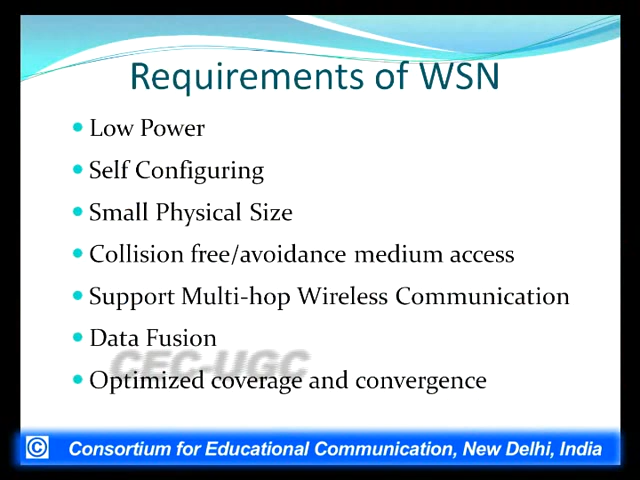 Requirements of WSN
• Low Power
• Self Configuring
• Small Physical Size
• Collision free/avoidance medium access
• Support Multi-hop Wireless Communication
• Data Fusion
CEC-UGC
• Optimized coverage and convergence
© Consortium for Educational Communication, New Delhi, India